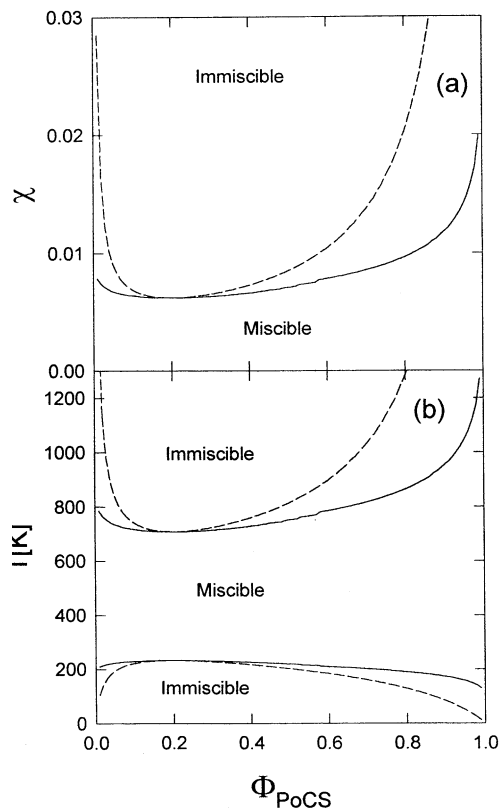 0.03
Immiscible
(a)
0.02
χ
0.01
Miscible
0.00
1200
(b)
1000
Immiscible
800
T [K]
600
Miscible
400
200
Immiscible
0
0.0 0.2 0.4 0.6 0.8 1.0
Φ PoCS